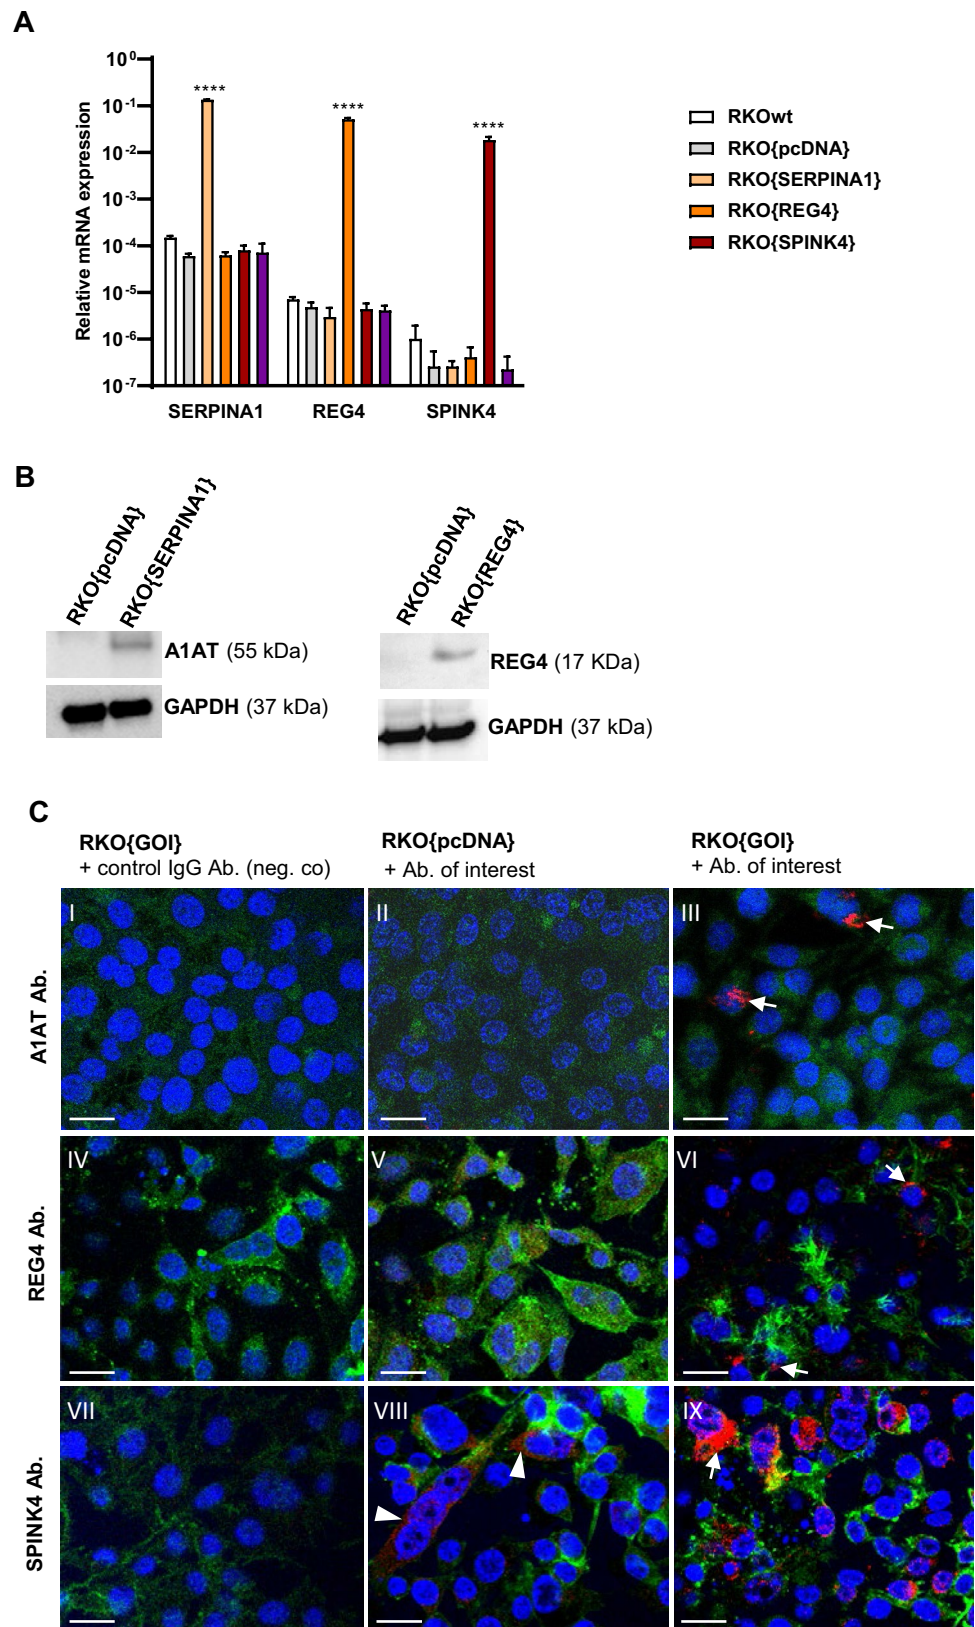 A
Relative mRNA expression
10^0
10^-1
10^-2
10^-3
10^-4
10^-5
10^-6
10^-7
****
****
****
SERPINA1
REG4
SPINK4
RKOwt
RKO{pcDNA}
RKO{SERPINA1}
RKO{REG4}
RKO{SPINK4}
B
RKO{pcDNA}
RKO{SERPINA1}
A1AT (55 kDa)
GAPDH (37 kDa)
RKO{pcDNA}
RKO{REG4}
REG4 (17 KDa)
GAPDH (37 kDa)
C
RKO{GOI}
+ control IgG Ab. (neg. co)
RKO{pcDNA}
+ Ab. of interest
RKO{GOI}
+ Ab. of interest
A1AT Ab.
I
II
III
REG4 Ab.
IV
V
VI
SPINK4 Ab.
VII
VIII
IX